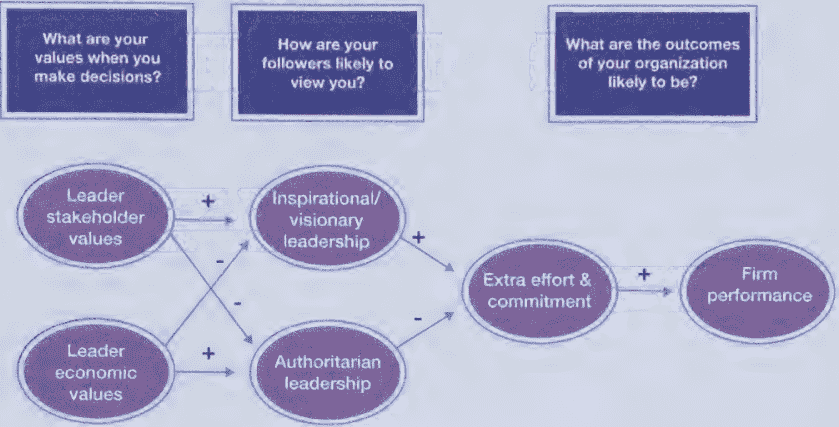 What are your
values when you
make decisions?
How are your
followers likely to
view you?
What are the outcomes
of your organization
likely to be?
Leader
stakeholder
values
+
Inspirational/
visionary
leadership
+
-
-
Extra effort &
commitment
+
Firm
performance
Leader
economic
values
+
Authoritarian
leadership
-